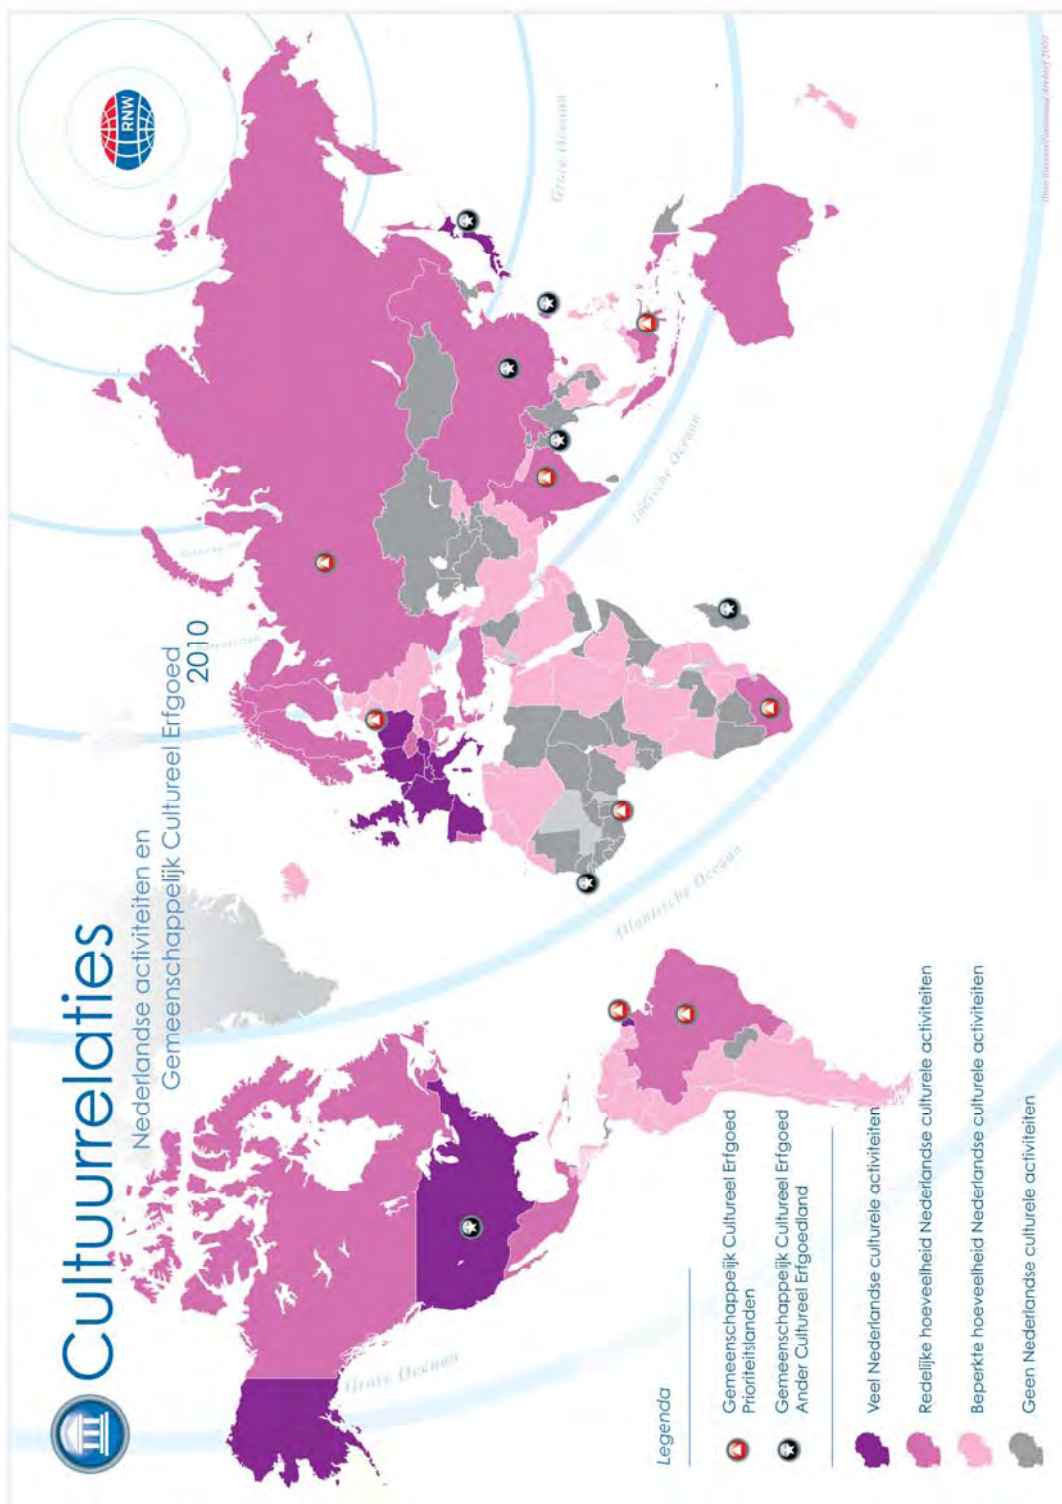 Cultuurrelaties
Nederlandse activiteiten en
Gemeenschappelijk Cultureel Erfgoed
2010
RNW
Grote Oceaan
Atlantische Oceaan
Indische Oceaan
Grote Oceaan
Legenda
Gemeenschappelijk Cultureel Erfgoed
Prioriteitslanden
Gemeenschappelijk Cultureel Erfgoed
Ander Cultureel Erfgoedland
Veel Nederlandse culturele activiteiten
Redelijke hoeveelheid Nederlandse culturele activiteiten
Beperkte hoeveelheid Nederlandse culturele activiteiten
Geen Nederlandse culturele activiteiten